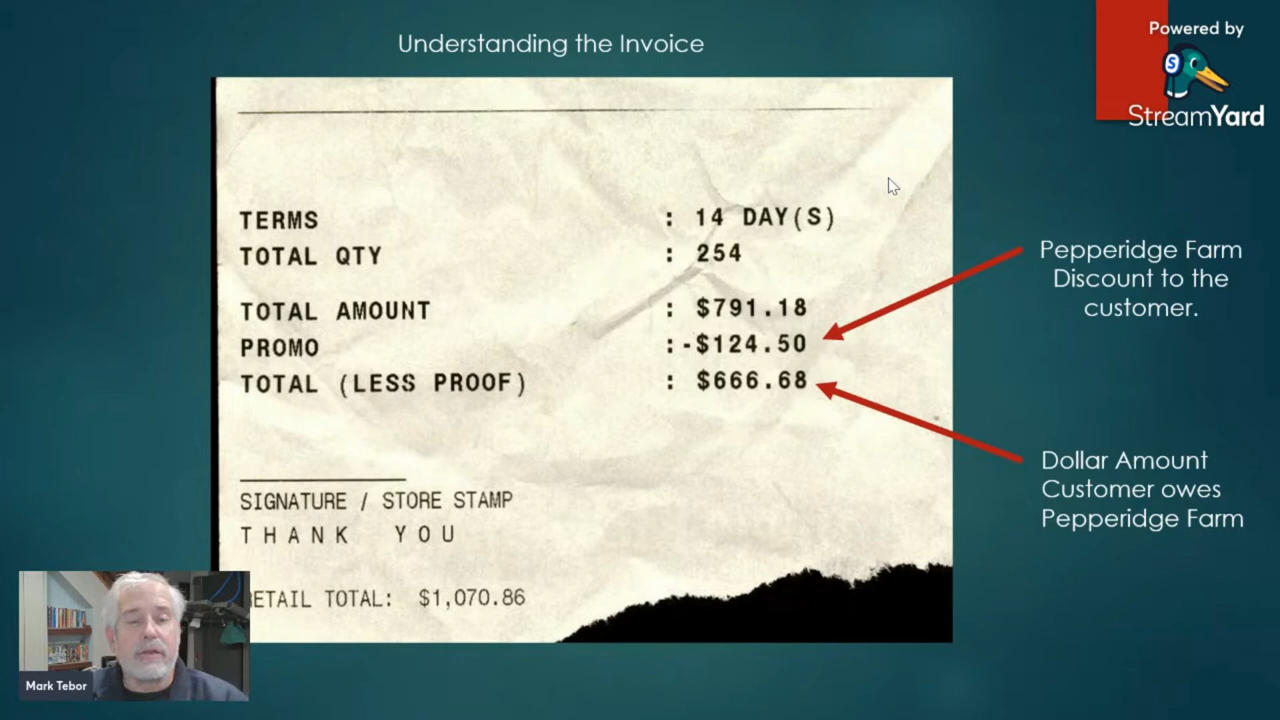 Understanding the Invoice
Powered by
StreamYard
TERMS : 14 DAY(S)
TOTAL QTY : 254
TOTAL AMOUNT : $791.18
PROMO :-$124.50
TOTAL (LESS PROOF) : $666.68
Pepperidge Farm
Discount to the
customer.
Dollar Amount
Customer owes
Pepperidge Farm
SIGNATURE / STORE STAMP
THANK YOU
ETAIL TOTAL: $1,070.86
Mark Tebor